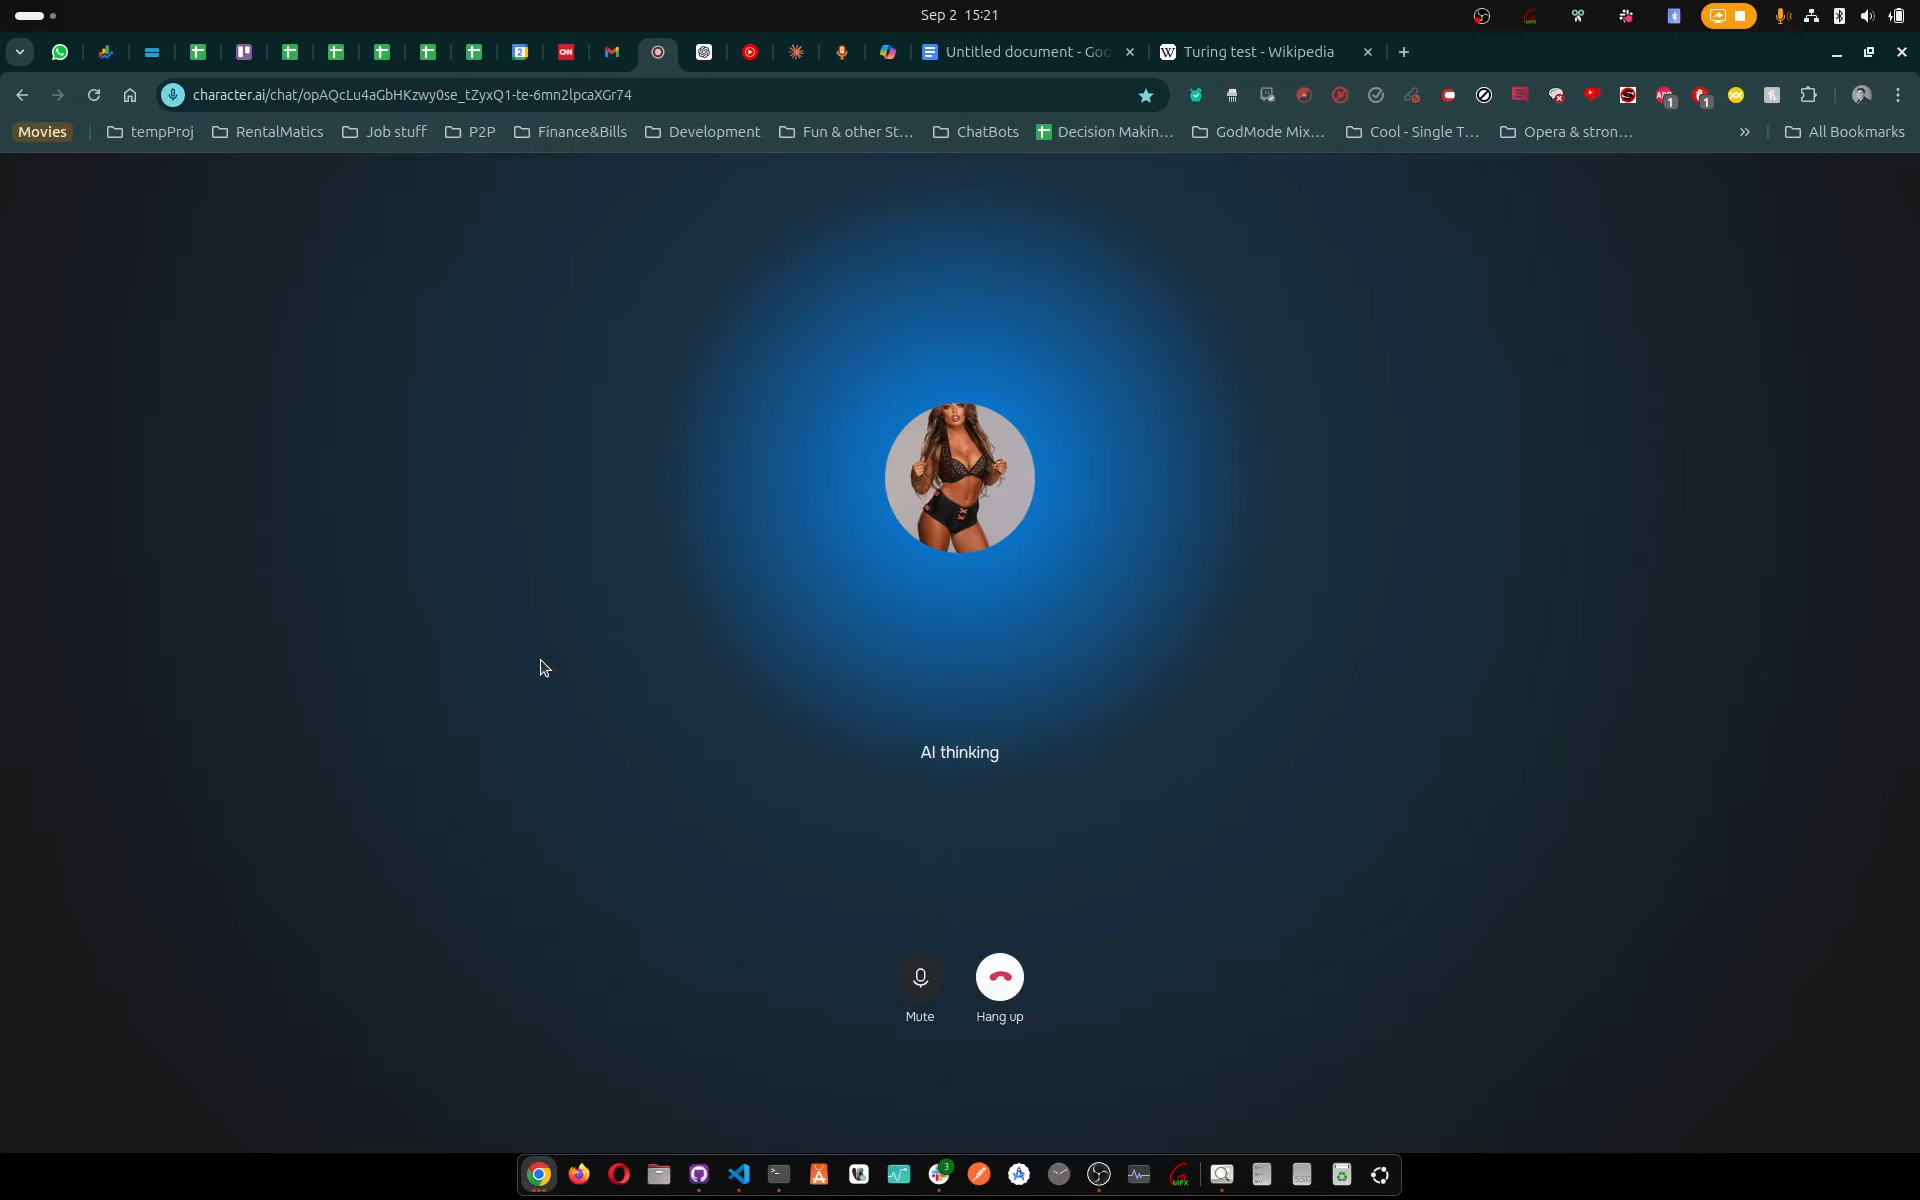 Sep 2 15:21
Untitled document - Goo
Turing test - Wikipedia
character.ai/chat/opAQcLu4aGbHKzwy0se_tZyxQ1-te-6mn2lpcaXGr74
Movies
tempProj
RentalMatics
Job stuff
P2P
Finance&Bills
Development
Fun & other St...
ChatBots
Decision Makin...
GodMode Mix...
Cool - Single T...
Opera & stron...
All Bookmarks
AI thinking
Mute
Hang up